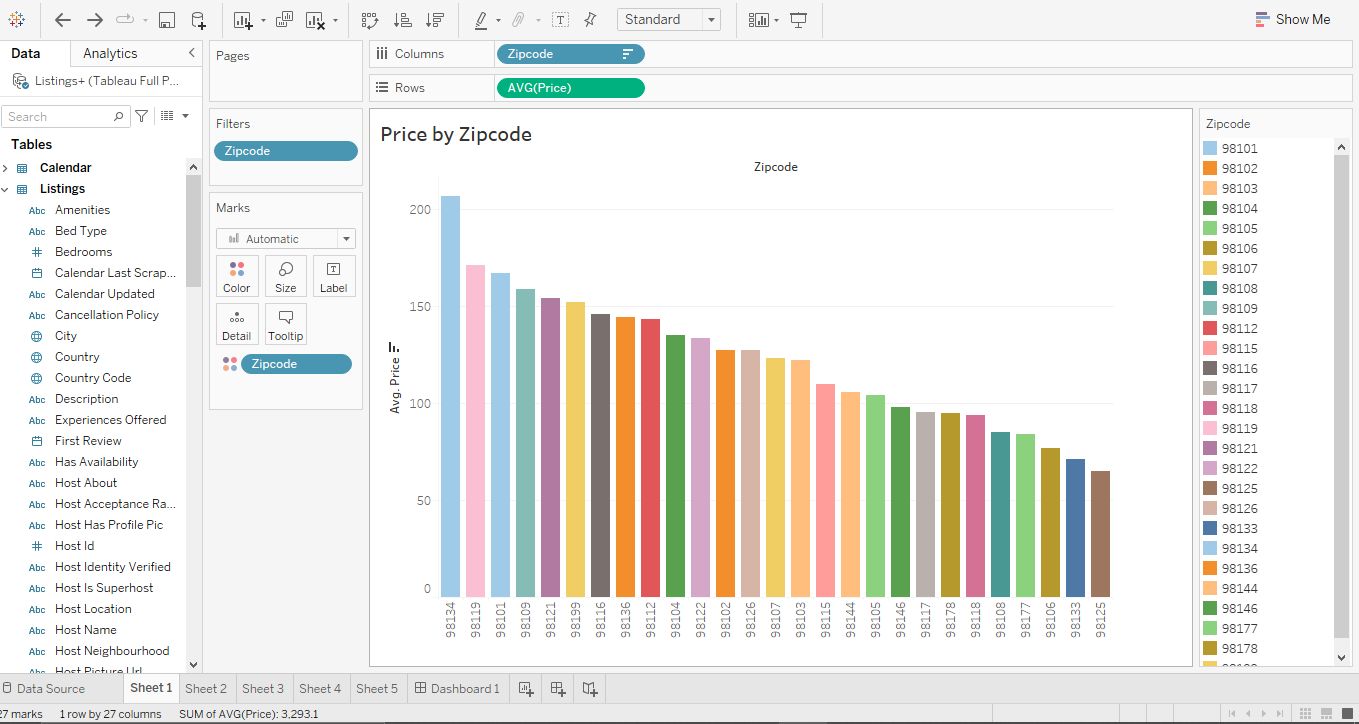 Standard
Show Me
Data
Analytics
Listings+ (Tableau Full P...
Search
Tables
Calendar
Listings
Abc Amenities
Abc Bed Type
Bedrooms
Calendar Last Scrap...
Abc Calendar Updated
Abc Cancellation Policy
City
Country
Country Code
Abc Description
Abc Experiences Offered
First Review
Abc Has Availability
Abc Host About
Abc Host Acceptance Ra...
Abc Host Has Profile Pic
Host Id
Abc Host Identity Verified
Abc Host Is Superhost
Abc Host Location
Abc Host Name
Abc Host Neighbourhood
Abc Host Picture Url
Pages
Filters
Zipcode
Marks
Automatic
Color
Size
Label
Detail
Tooltip
Zipcode
Columns
Zipcode
Rows
AVG(Price)
Price by Zipcode
Zipcode
200
150
100
50
0
Avg. Price
98134
98119
98101
98109
98121
98199
98116
98136
98112
98104
98122
98102
98126
98107
98103
98115
98144
98105
98146
98117
98178
98118
98108
98177
98106
98133
98125
Zipcode
98101
98102
98103
98104
98105
98106
98107
98108
98109
98112
98115
98116
98117
98118
98119
98121
98122
98125
98126
98133
98134
98136
98144
98146
98177
98178
98199
Data Source
Sheet 1
Sheet 2
Sheet 3
Sheet 4
Sheet 5
Dashboard 1
27 marks
1 row by 27 columns
SUM of AVG(Price): 3,293.1